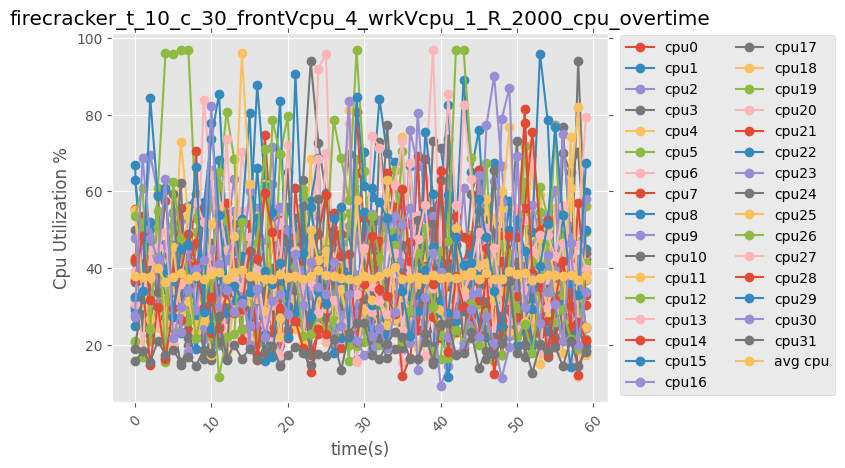 firecracker_t_10_c_30_frontVcpu_4_wrkVcpu_1_R_2000_cpu_overtime
Cpu Utilization %
100
80
60
40
20
0
10
20
30
40
50
60
time(s)
cpu0
cpu1
cpu2
cpu3
cpu4
cpu5
cpu6
cpu7
cpu8
cpu9
cpu10
cpu11
cpu12
cpu13
cpu14
cpu15
cpu16
cpu17
cpu18
cpu19
cpu20
cpu21
cpu22
cpu23
cpu24
cpu25
cpu26
cpu27
cpu28
cpu29
cpu30
cpu31
avg cpu